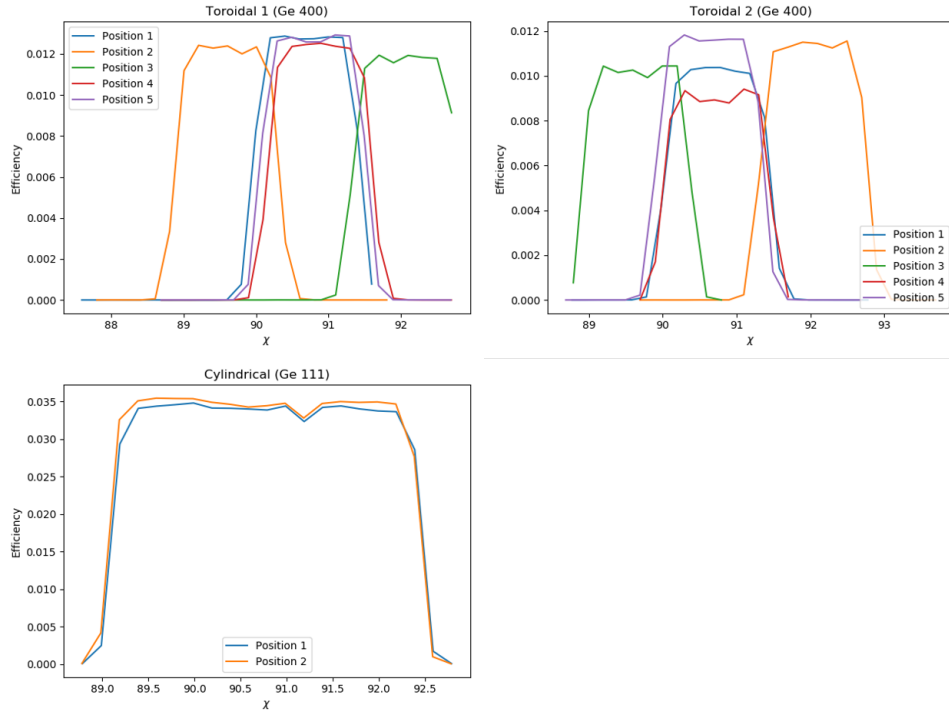 Toroidal 1 (Ge 400)
Position 1
Position 2
Position 3
Position 4
Position 5
0.012
0.010
0.008
0.006
0.004
0.002
0.000
Efficiency
88 89 90 91 92
χ
Toroidal 2 (Ge 400)
0.012
0.010
0.008
0.006
0.004
0.002
0.000
Efficiency
Position 1
Position 2
Position 3
Position 4
Position 5
89 90 91 92 93
χ
Cylindrical (Ge 111)
0.035
0.030
0.025
0.020
0.015
0.010
0.005
0.000
Efficiency
Position 1
Position 2
89.0 89.5 90.0 90.5 91.0 91.5 92.0 92.5
χ